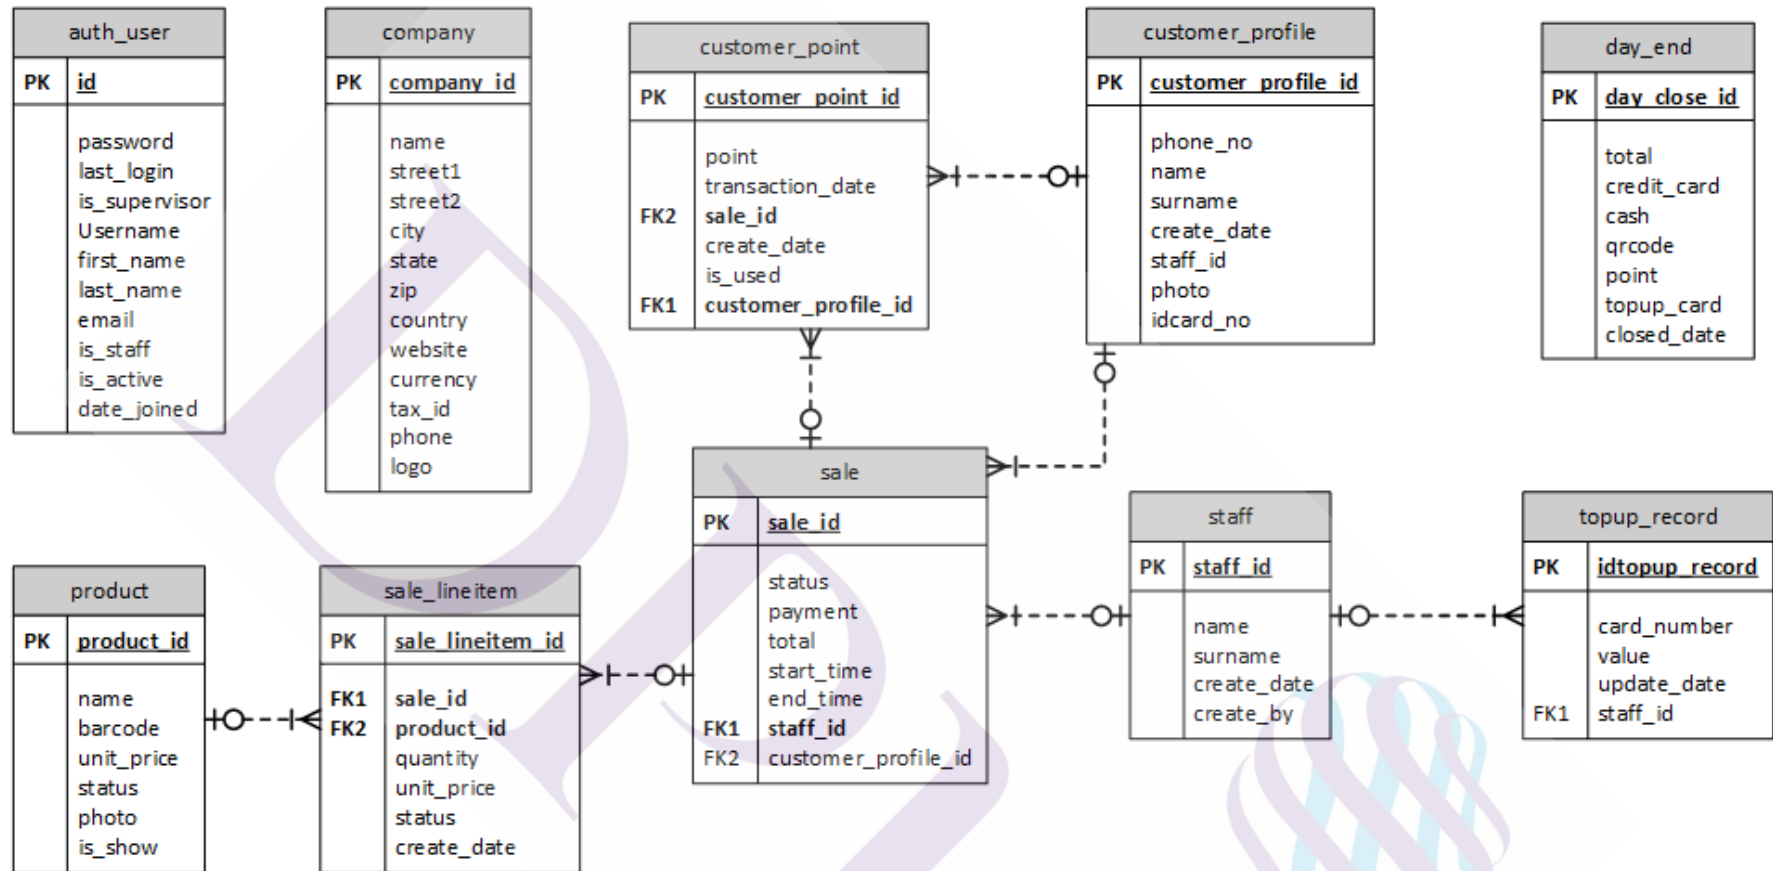 auth_user
PK id
password
last_login
is_supervisor
Username
first_name
last_name
email
is_staff
is_active
date_joined
company
PK company_id
name
street1
street2
city
state
zip
country
website
currency
tax_id
phone
logo
customer_point
PK customer_point_id
point
transaction_date
FK2 sale_id
create_date
is_used
FK1 customer_profile_id
customer_profile
PK customer_profile_id
phone_no
name
surname
create_date
staff_id
photo
idcard_no
day_end
PK day_close_id
total
credit_card
cash
qrcode
point
topup_card
closed_date
product
PK product_id
name
barcode
unit_price
status
photo
is_show
sale_lineitem
PK sale_lineitem_id
FK1 sale_id
FK2 product_id
quantity
unit_price
status
create_date
sale
PK sale_id
status
payment
total
start_time
end_time
FK1 staff_id
FK2 customer_profile_id
staff
PK staff_id
name
surname
create_date
create_by
topup_record
PK idtopup_record
card_number
value
update_date
FK1 staff_id